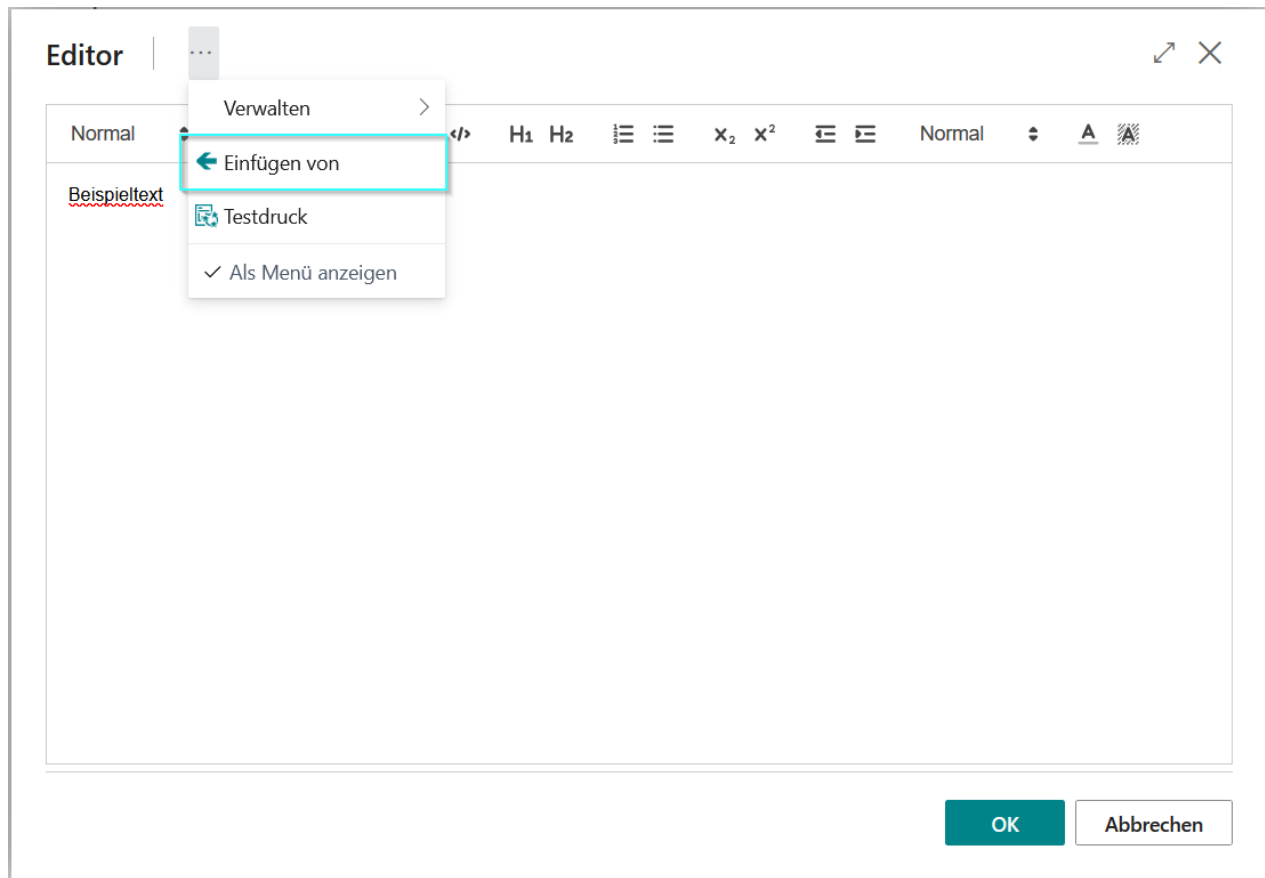 Editor
...
Verwalten
Normal </> H1 H2 X2 X² Normal A A
Einfügen von
Beispieltext
Testdruck
Als Menü anzeigen
OK Abbrechen